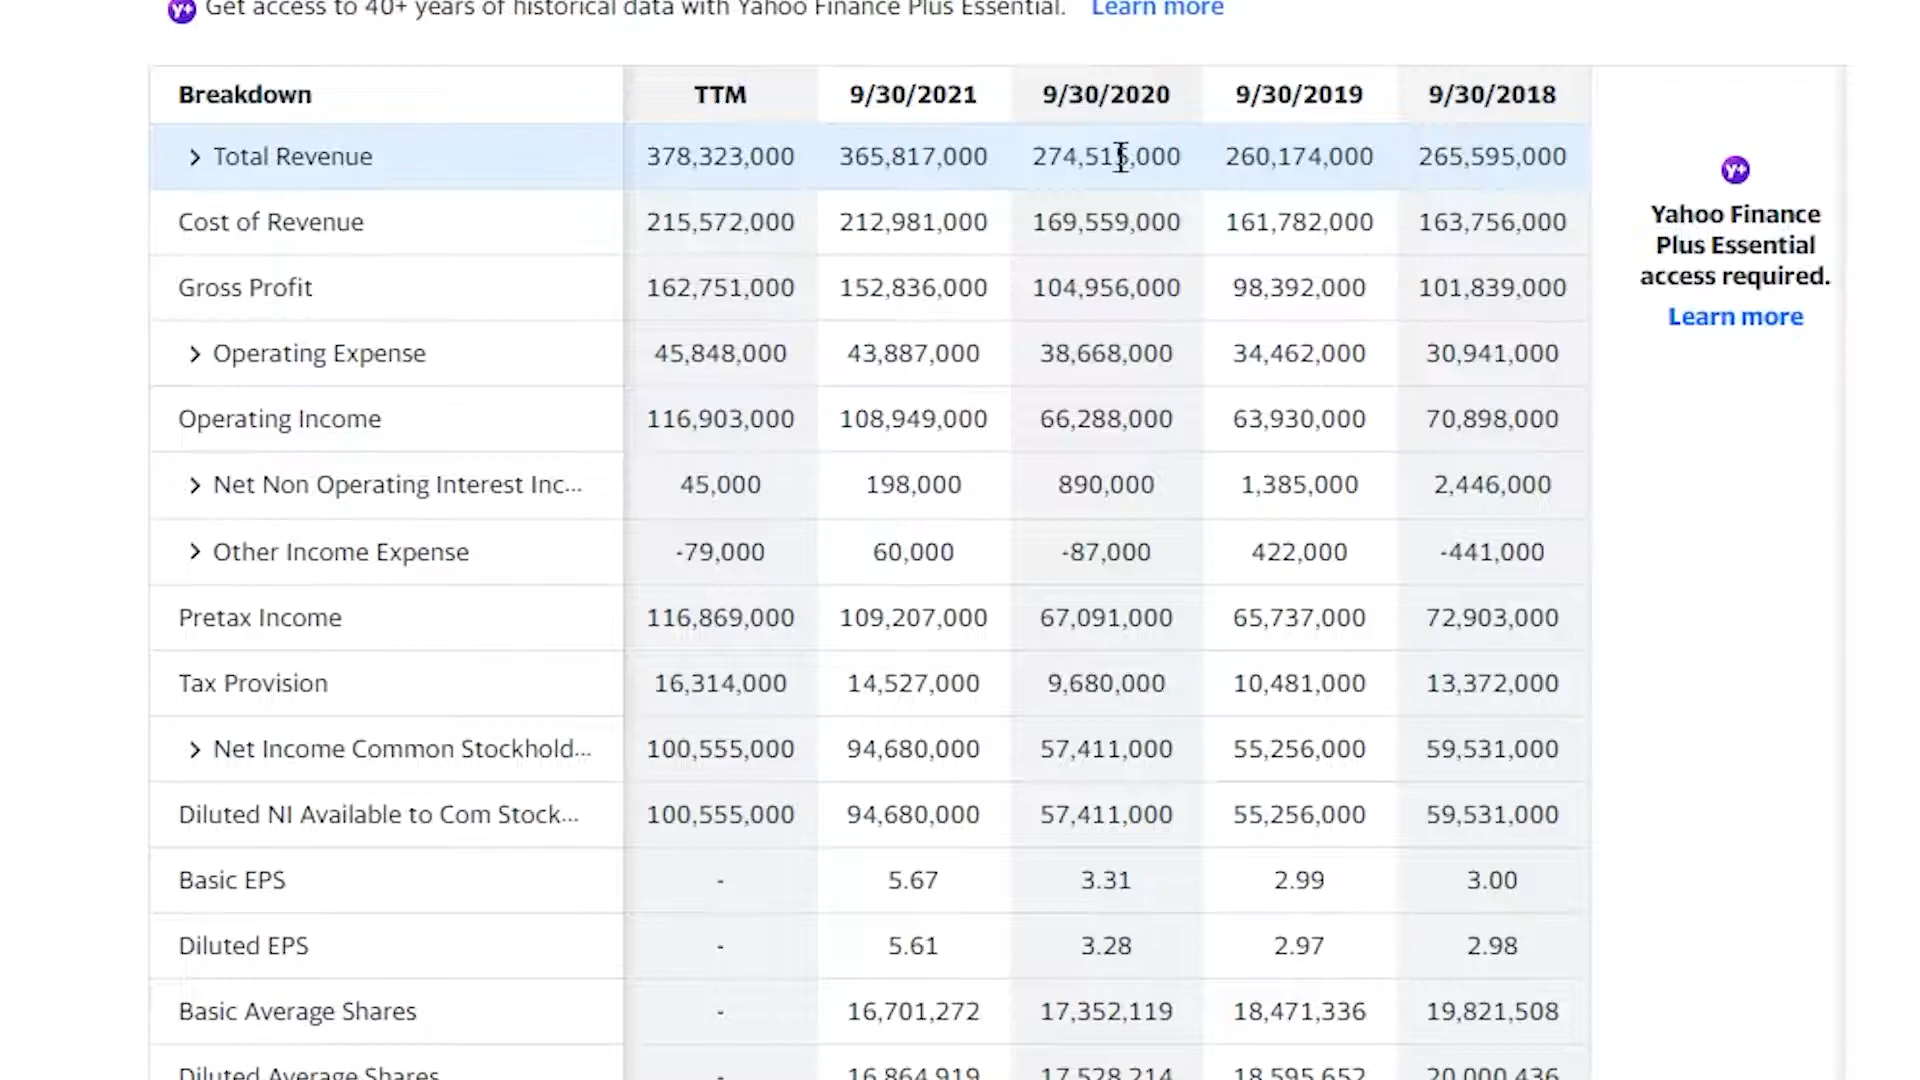 Get access to 40+ years of historical data with Yahoo Finance Plus Essential. Learn more
Breakdown TTM 9/30/2021 9/30/2020 9/30/2019 9/30/2018
Total Revenue 378,323,000 365,817,000 274,515,000 260,174,000 265,595,000
Cost of Revenue 215,572,000 212,981,000 169,559,000 161,782,000 163,756,000
Gross Profit 162,751,000 152,836,000 104,956,000 98,392,000 101,839,000
Operating Expense 45,848,000 43,887,000 38,668,000 34,462,000 30,941,000
Operating Income 116,903,000 108,949,000 66,288,000 63,930,000 70,898,000
Net Non Operating Interest Inc... 45,000 198,000 890,000 1,385,000 2,446,000
Other Income Expense -79,000 60,000 -87,000 422,000 -441,000
Pretax Income 116,869,000 109,207,000 67,091,000 65,737,000 72,903,000
Tax Provision 16,314,000 14,527,000 9,680,000 10,481,000 13,372,000
Net Income Common Stockhold... 100,555,000 94,680,000 57,411,000 55,256,000 59,531,000
Diluted NI Available to Com Stock... 100,555,000 94,680,000 57,411,000 55,256,000 59,531,000
Basic EPS - 5.67 3.31 2.99 3.00
Diluted EPS - 5.61 3.28 2.97 2.98
Basic Average Shares - 16,701,272 17,352,119 18,471,336 19,821,508
Diluted Average Shares - 16,864,919 17,528,214 18,595,652 20,000,436
Y+
Yahoo Finance
Plus Essential
access required.
Learn more